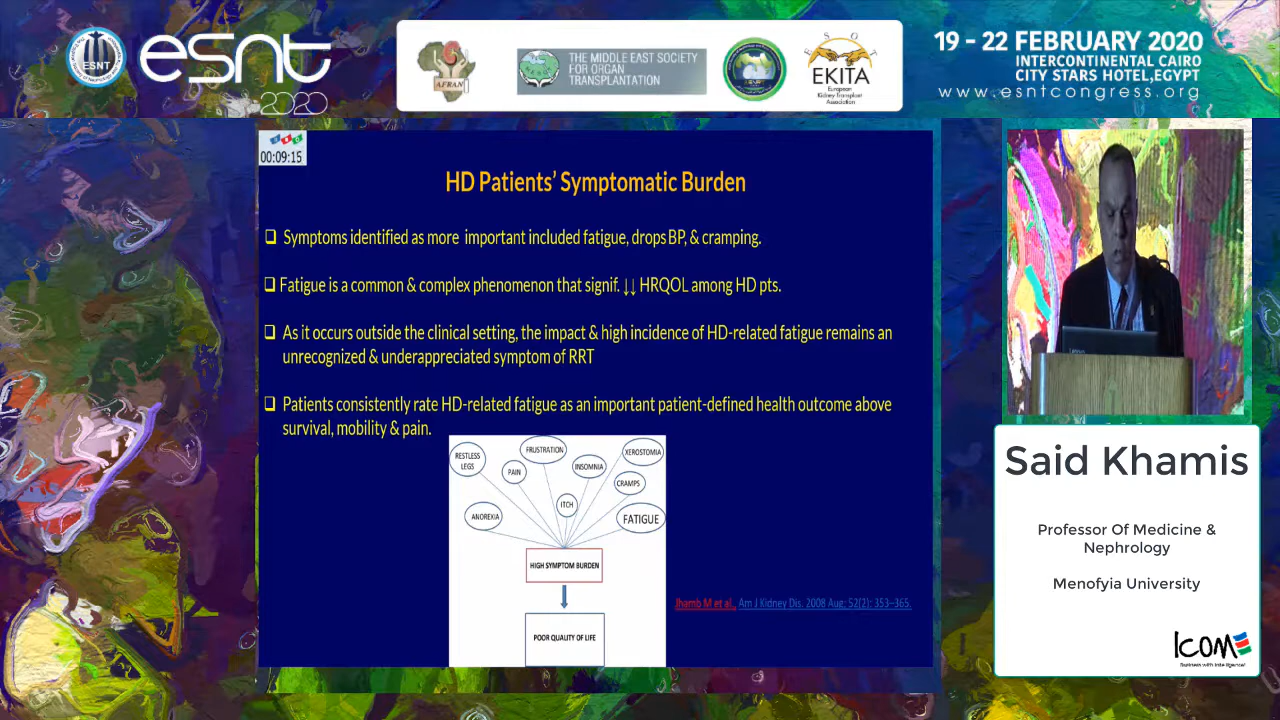 ESNT
esnt
2020
AFRAN
THE MIDDLE EAST SOCIETY
FOR ORGAN
TRANSPLANTATION
ESOT
EKITA
European
Kidney Transplant
Association
19 - 22 FEBRUARY 2020
INTERCONTINENTAL CAIRO
CITY STARS HOTEL,EGYPT
www.esntcongress.org
00:09:15
HD Patients' Symptomatic Burden
❑ Symptoms identified as more important included fatigue, drops BP, & cramping.
❑ Fatigue is a common & complex phenomenon that signif. ↓↓ HRQOL among HD pts.
❑ As it occurs outside the clinical setting, the impact & high incidence of HD-related fatigue remains an
unrecognized & underappreciated symptom of RRT
❑ Patients consistently rate HD-related fatigue as an important patient-defined health outcome above
survival, mobility & pain.
RESTLESS
LEGS
FRUSTRATION
PAIN
INSOMNIA
XEROSTOMIA
CRAMPS
ITCH
ANOREXIA
FATIGUE
HIGH SYMPTOM BURDEN
POOR QUALITY OF LIFE
Jhamb M et al., Am J Kidney Dis. 2008 Aug; 52(2): 353–365.
Said Khamis
Professor Of Medicine &
Nephrology
Menofyia University
ICOM
Business with Intelligence!